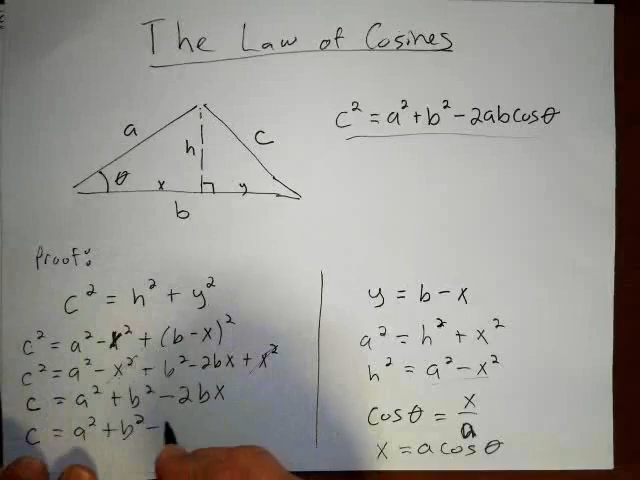 The Law of Cosines
c² = a² + b² - 2abcosθ
a
h
c
θ
x
y
b
Proof:
c² = h² + y²
c² = a² - x² + (b - x)²
c² = a² - x² + b² - 2bx + x²
c = a² + b² - 2bx
c = a² + b² -
y = b - x
a² = h² + x²
h² = a² - x²
cosθ = x/a
x = a cosθ